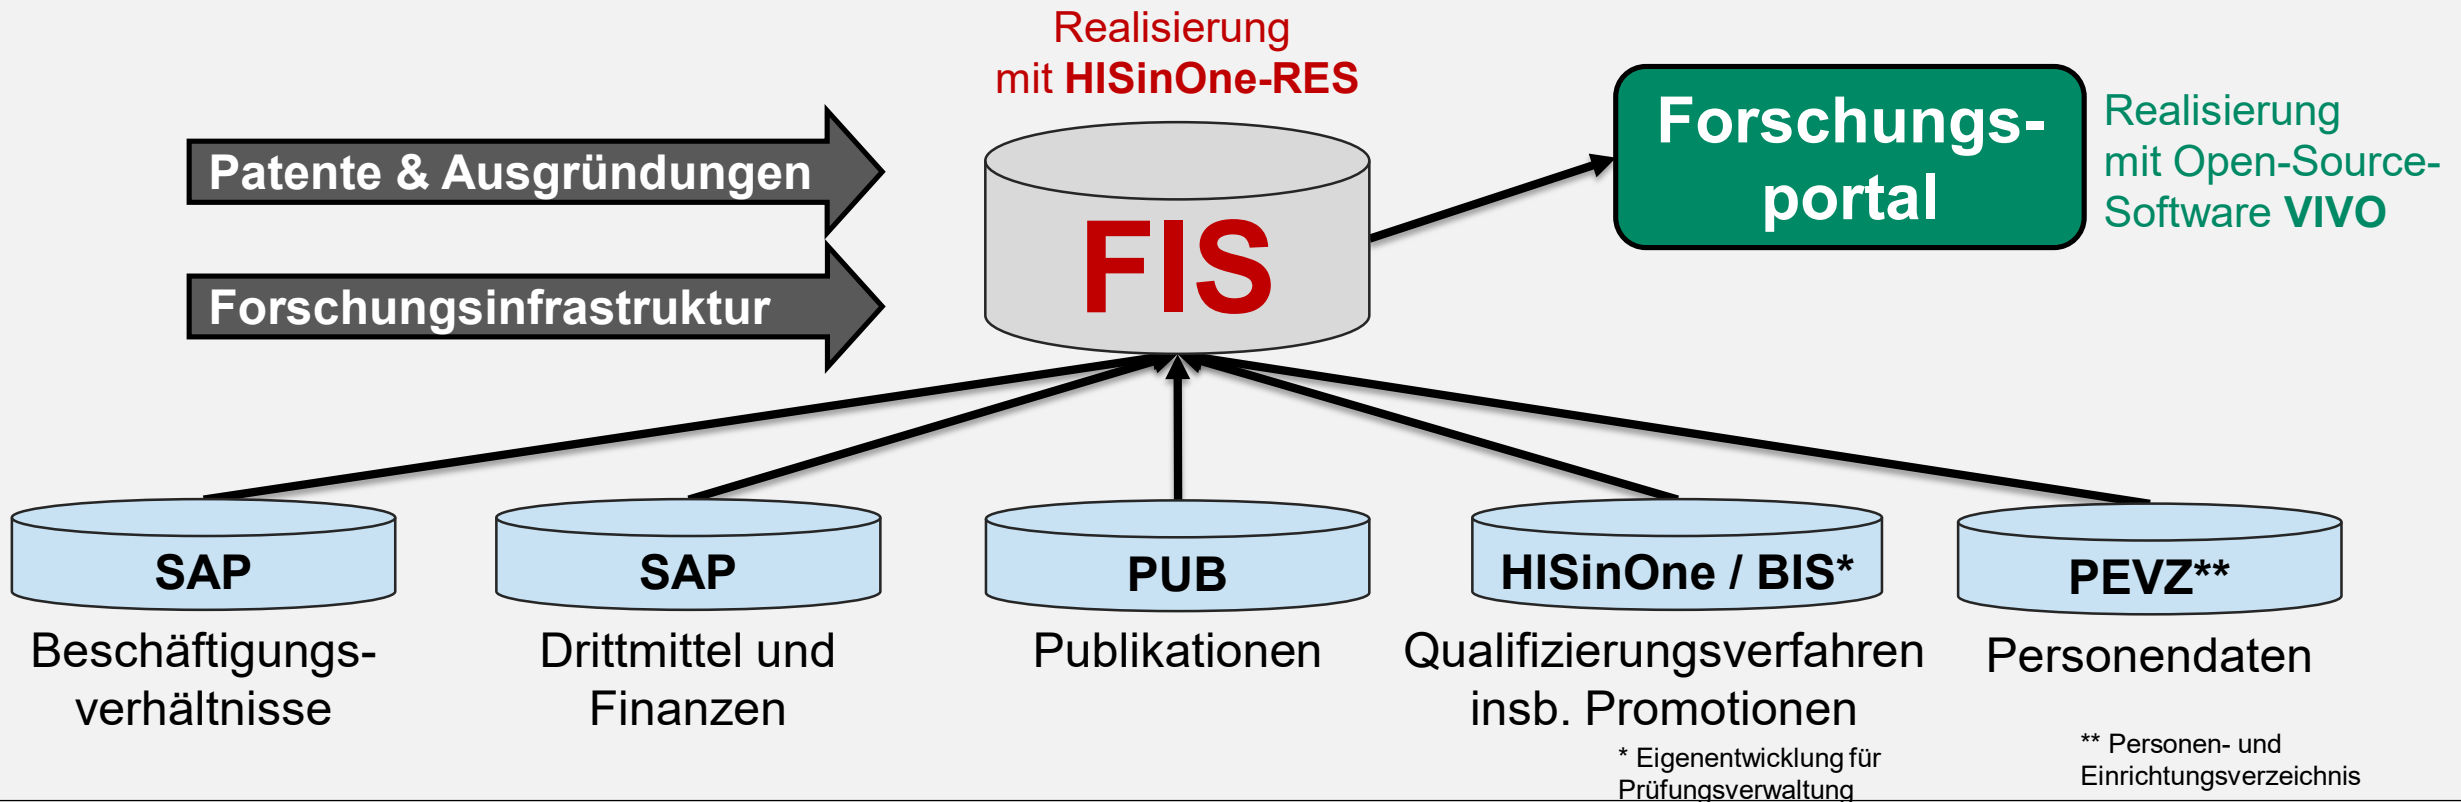 Realisierung
mit HISinOne-RES
Patente & Ausgründungen
Forschungsinfrastruktur
FIS
Forschungs-
portal
Realisierung
mit Open-Source-
Software VIVO
SAP
Beschäftigungs-
verhältnisse
SAP
Drittmittel und
Finanzen
PUB
Publikationen
HISinOne / BIS*
Qualifizierungsverfahren
insb. Promotionen
* Eigenentwicklung für
Prüfungsverwaltung
PEVZ**
Personendaten
** Personen- und
Einrichtungsverzeichnis